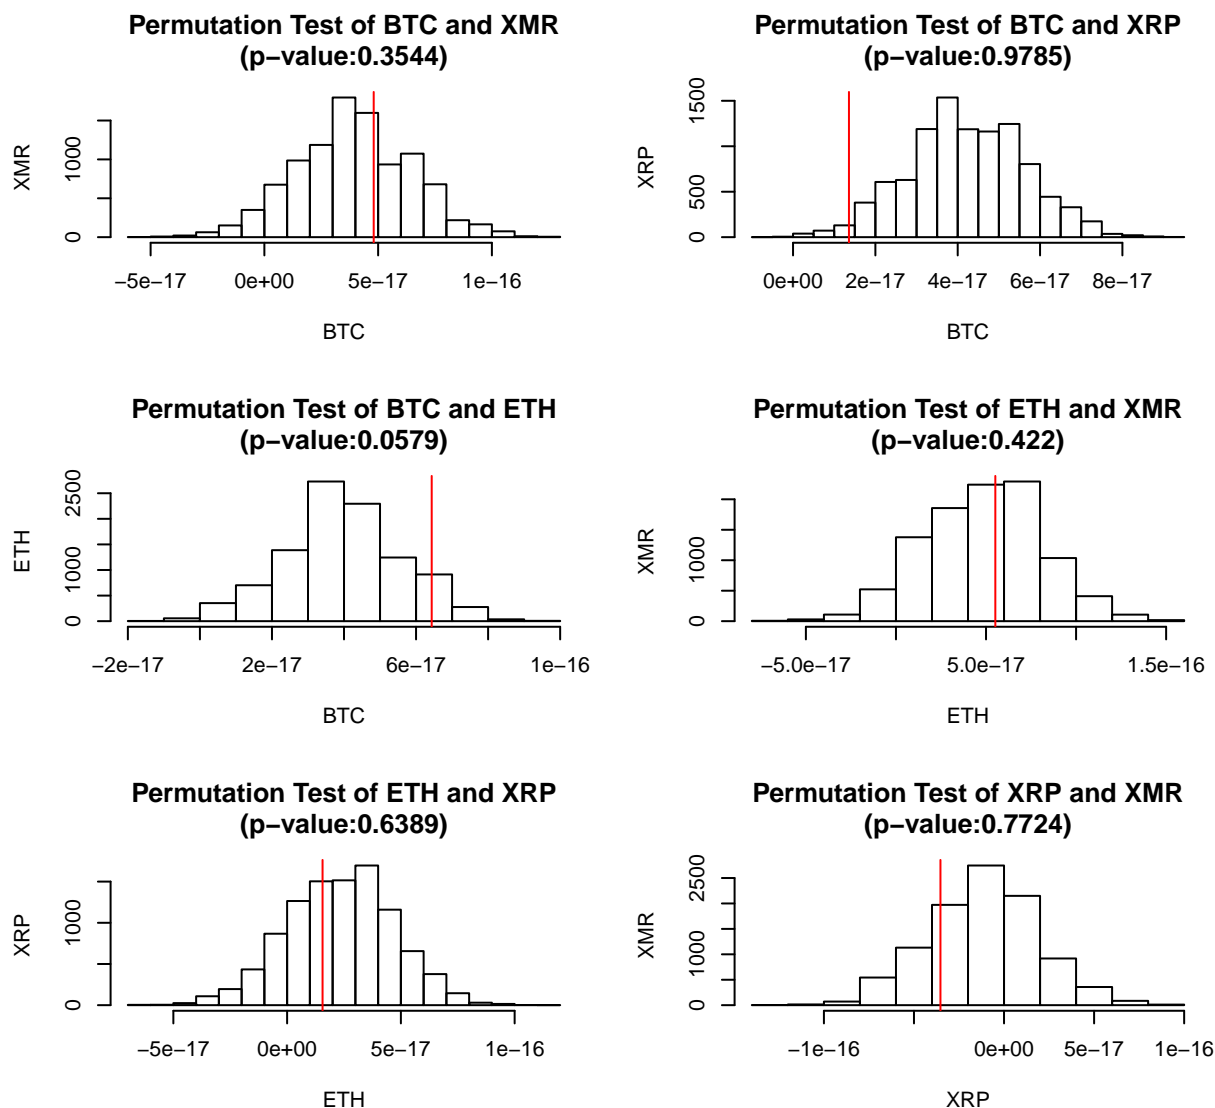 Permutation Test of BTC and XMR
(p−value:0.3544)
XMR
0
1000
−5e−17
0e+00
5e−17
1e−16
BTC
Permutation Test of BTC and XRP
(p−value:0.9785)
XRP
0
500
1500
0e+00
2e−17
4e−17
6e−17
8e−17
BTC
Permutation Test of BTC and ETH
(p−value:0.0579)
ETH
0
1000
2500
−2e−17
2e−17
6e−17
1e−16
BTC
Permutation Test of ETH and XMR
(p−value:0.422)
XMR
0
1000
−5.0e−17
5.0e−17
1.5e−16
ETH
Permutation Test of ETH and XRP
(p−value:0.6389)
XRP
0
1000
−5e−17
0e+00
5e−17
1e−16
ETH
Permutation Test of XRP and XMR
(p−value:0.7724)
XMR
0
1000
2500
−1e−16
0e+00
5e−17
1e−16
XRP